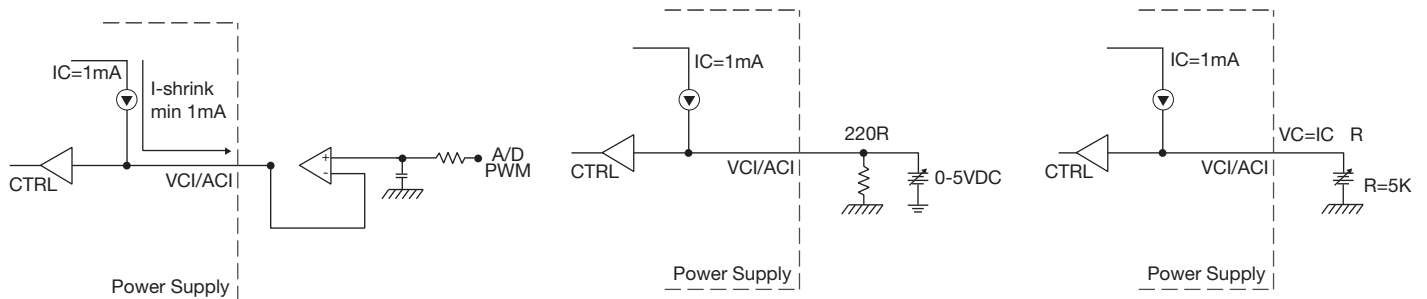 IC=1mA
I-shrink
min 1mA
CTRL
VCI/ACI
+
-
A/D
PWM
Power Supply
IC=1mA
220R
CTRL
VCI/ACI
0-5VDC
Power Supply
IC=1mA
VC=IC R
CTRL
VCI/ACI
R=5K
Power Supply